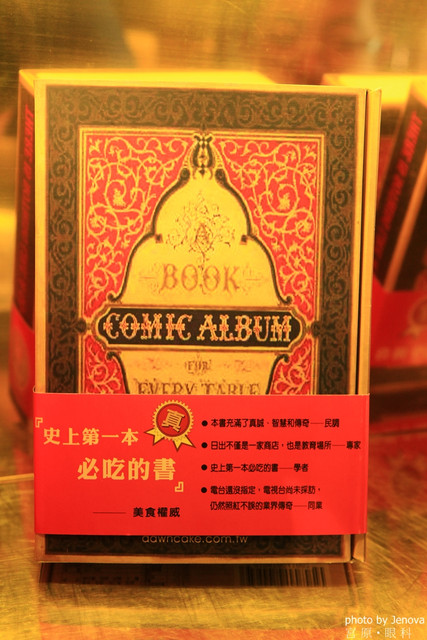 A
BOOK
COMIC ALBUM
FOR
EVERY TABLE
『史上第一本
必吃的書』
真
——美食權威
●本書充滿了真誠、智慧和傳奇——民調
●日出不僅是一家商店，也是教育場所——專家
●史上第一本必吃的書——學者
●電台還沒指定，電視台尚未採訪，
仍然照紅不誤的業界傳奇——同業
dawncake.com.tw
photo by Jenova